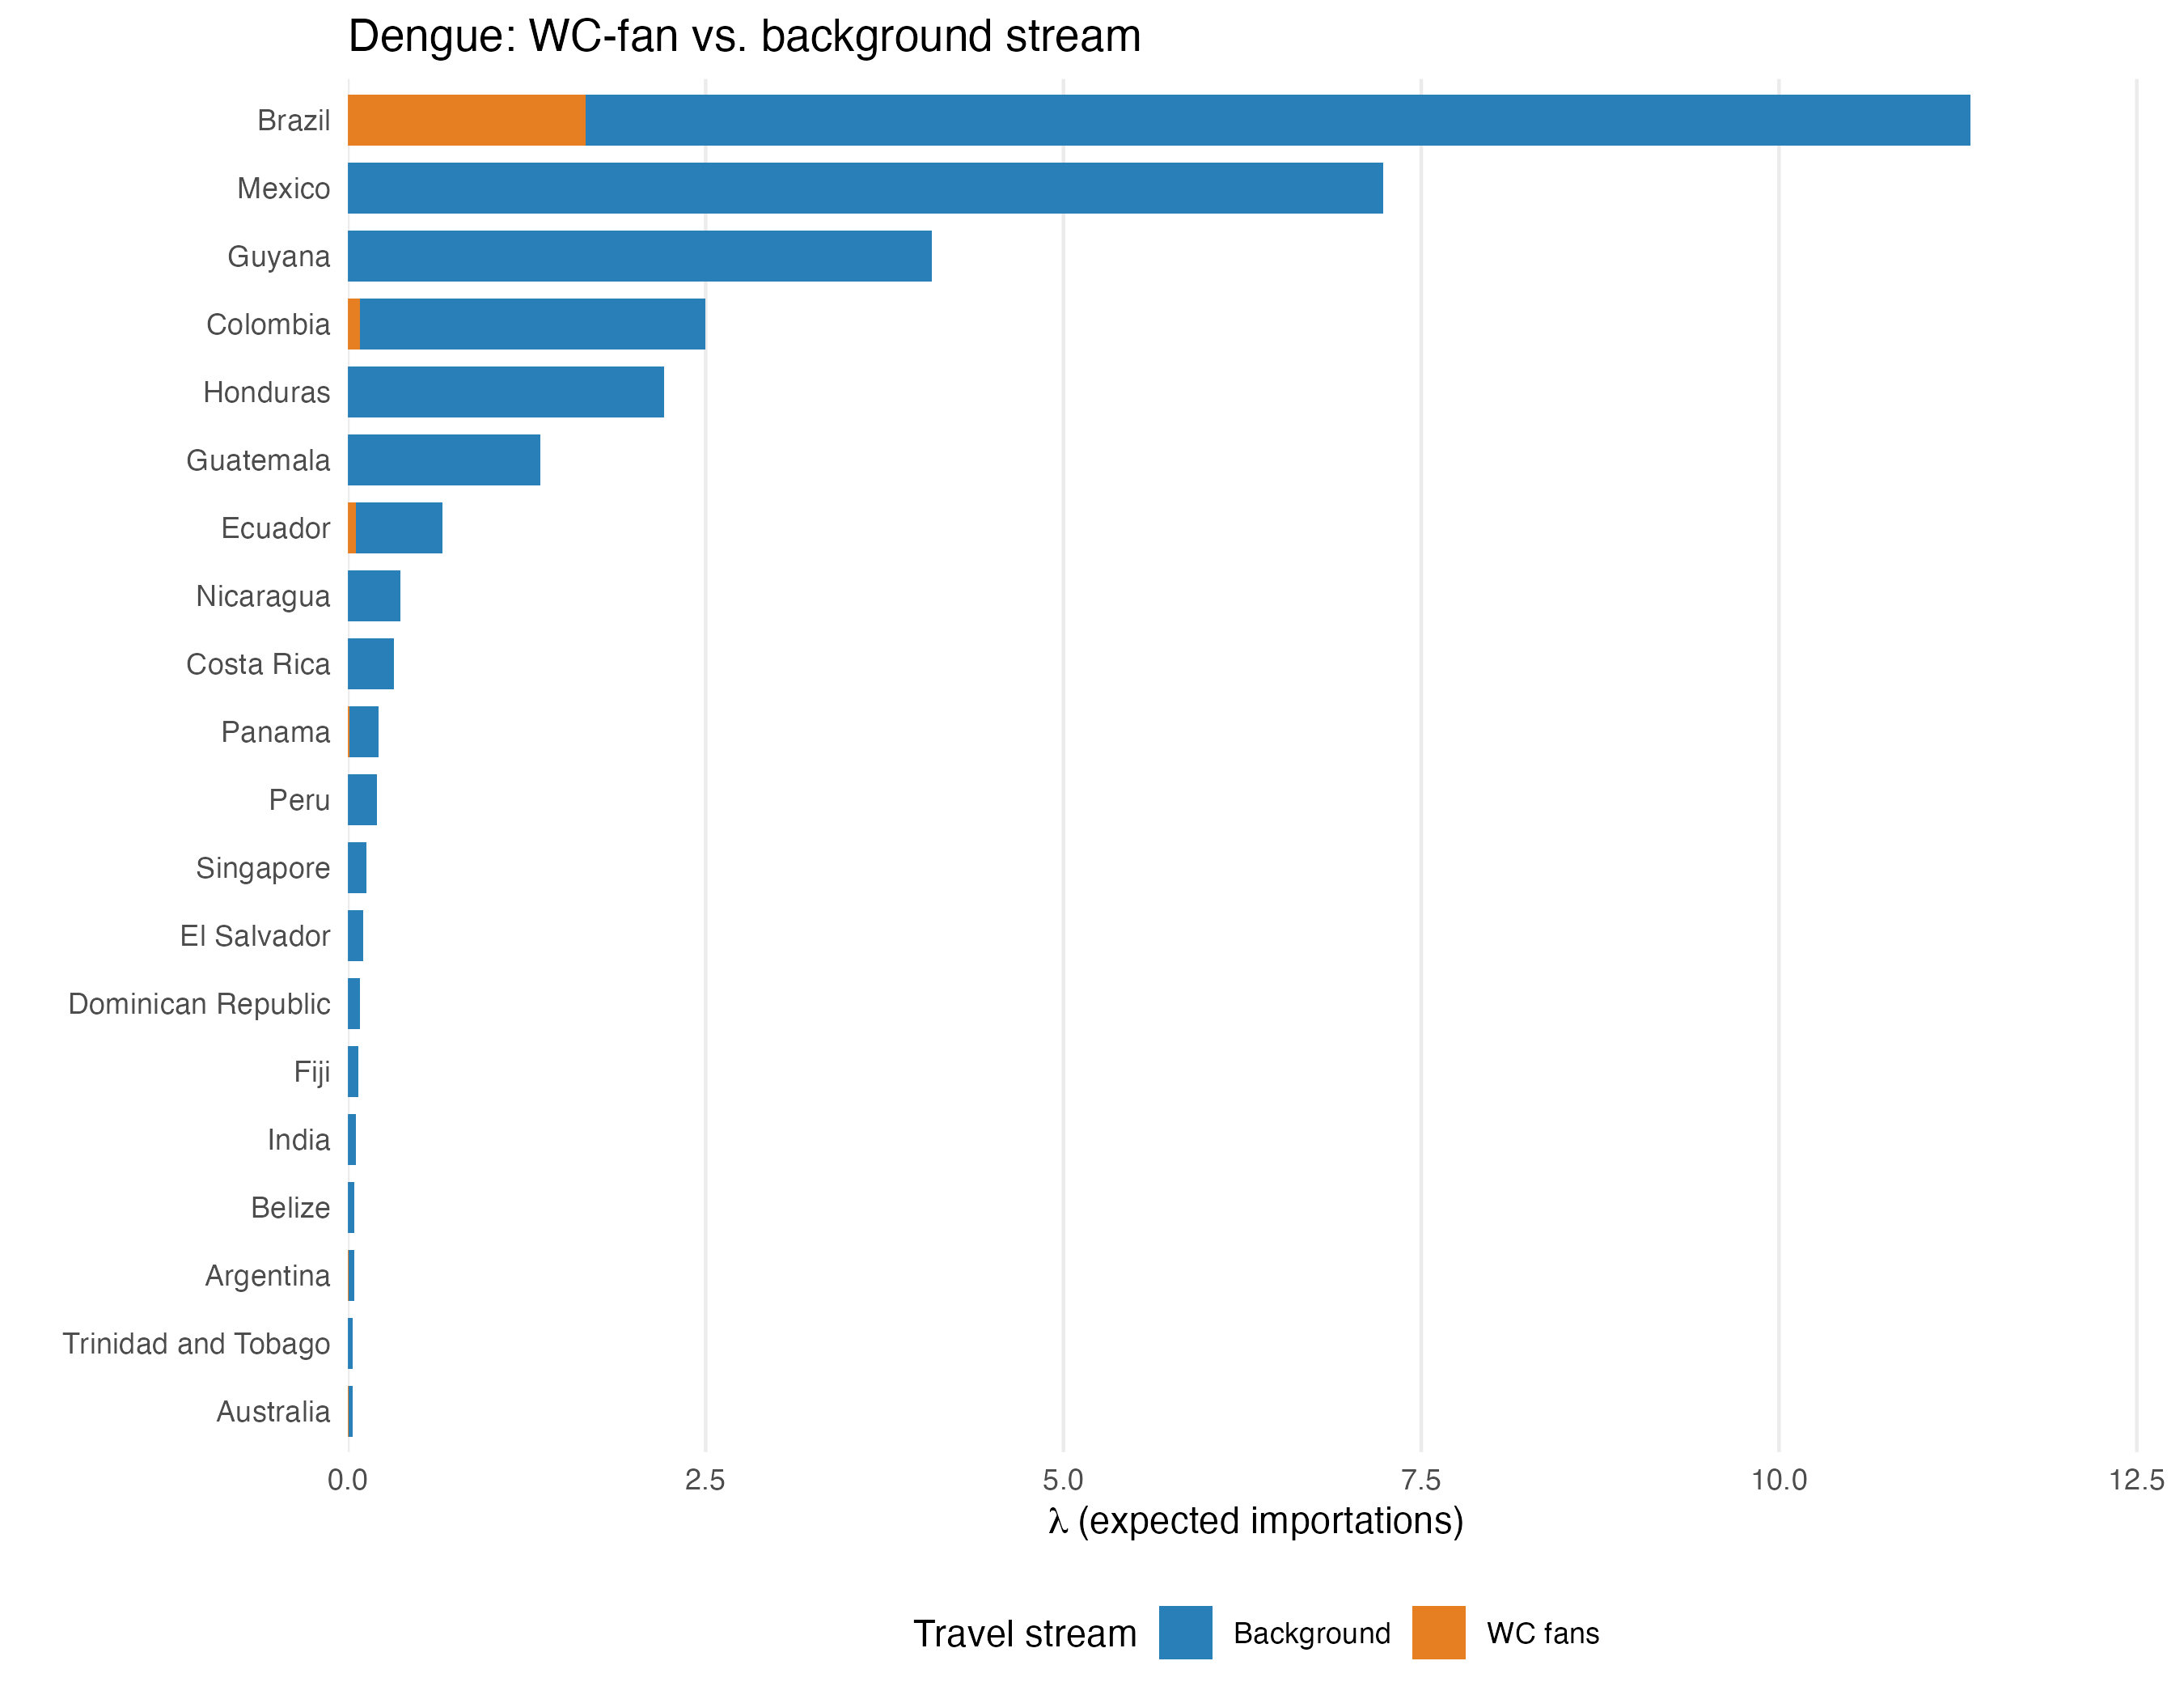 Dengue: WC-fan vs. background stream
Brazil
Mexico
Guyana
Colombia
Honduras
Guatemala
Ecuador
Nicaragua
Costa Rica
Panama
Peru
Singapore
El Salvador
Dominican Republic
Fiji
India
Belize
Argentina
Trinidad and Tobago
Australia
0.0 2.5 5.0 7.5 10.0 12.5
λ (expected importations)
Travel stream Background WC fans